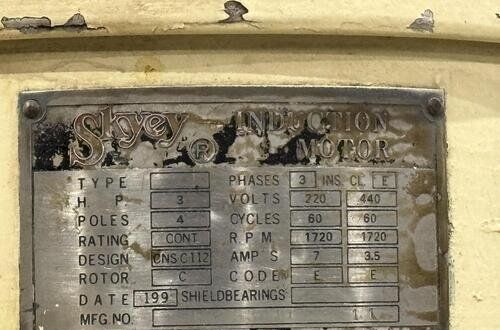 Skyey ® INDUCTION
MOTOR
TYPE PHASES 3 INS. CL. E
H P 3 VOLTS 220 440
POLES 4 CYCLES 60 60
RATING CONT R.P.M 1720 1720
DESIGN CNS C112 AMP S 7 3.5
ROTOR C CODE E E
DATE 199 SHIELDBEARINGS
MFG NO.